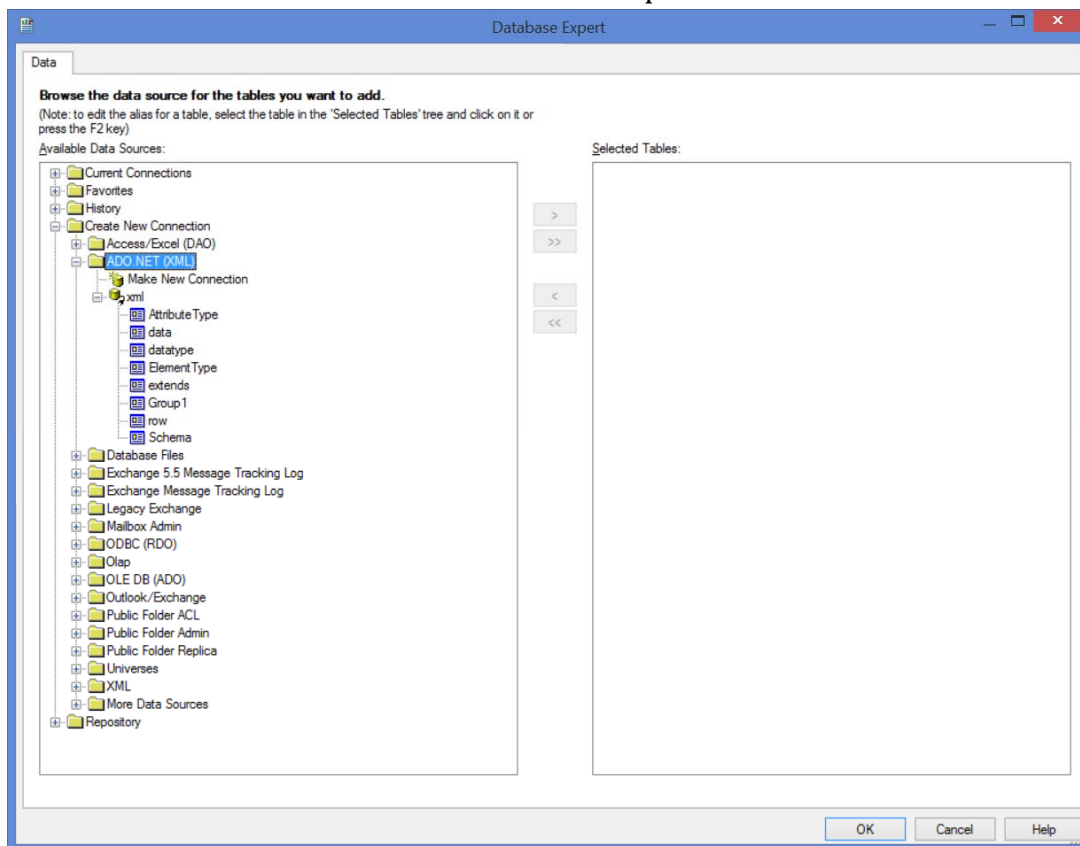 Database Expert
Data
Browse the data source for the tables you want to add.
(Note: to edit the alias for a table, select the table in the 'Selected Tables' tree and click on it or
press the F2 key)
Available Data Sources:
Selected Tables:
Current Connections
Favorites
History
Create New Connection
Access/Excel (DAO)
ADO.NET (XML)
Make New Connection
xml
AttributeType
data
datatype
ElementType
extends
Group1
row
Schema
Database Files
Exchange 5.5 Message Tracking Log
Exchange Message Tracking Log
Legacy Exchange
Mailbox Admin
ODBC (RDO)
Olap
OLE DB (ADO)
Outlook/Exchange
Public Folder ACL
Public Folder Admin
Public Folder Replica
Universes
XML
More Data Sources
Repository
>
>>
<
<<
OK Cancel Help